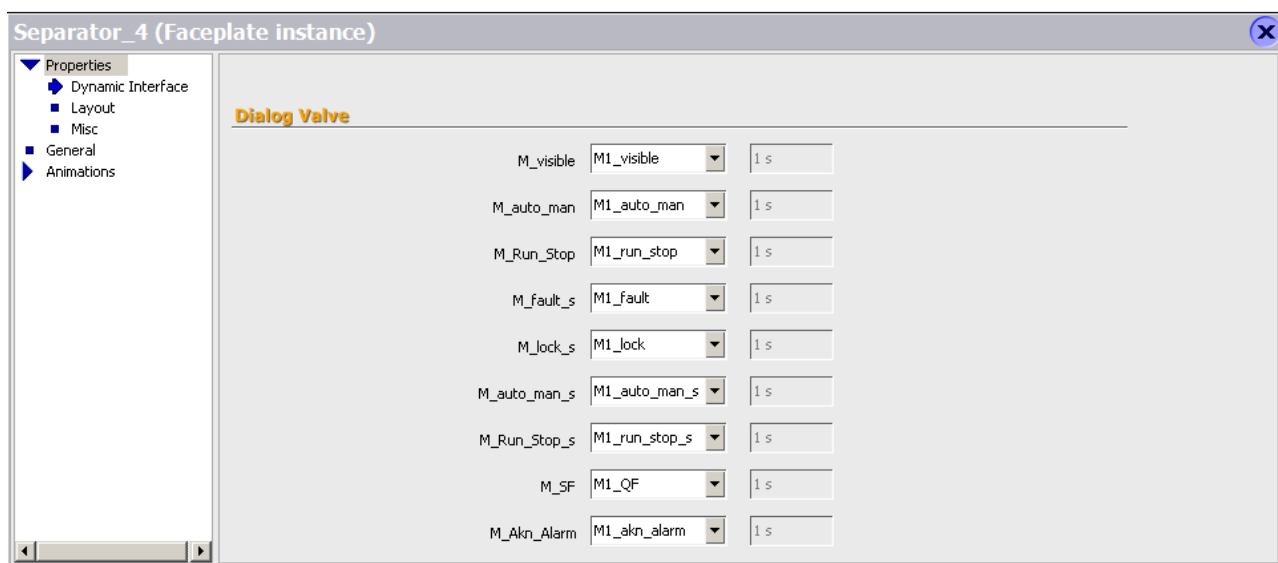 Separator_4 (Faceplate instance)
Properties
Dynamic Interface
Layout
Misc
General
Animations
Dialog Valve
M_visible M1_visible 1 s
M_auto_man M1_auto_man 1 s
M_Run_Stop M1_run_stop 1 s
M_fault_s M1_fault 1 s
M_lock_s M1_lock 1 s
M_auto_man_s M1_auto_man_s 1 s
M_Run_Stop_s M1_run_stop_s 1 s
M_SF M1_QF 1 s
M_Akn_Alarm M1_akn_alarm 1 s